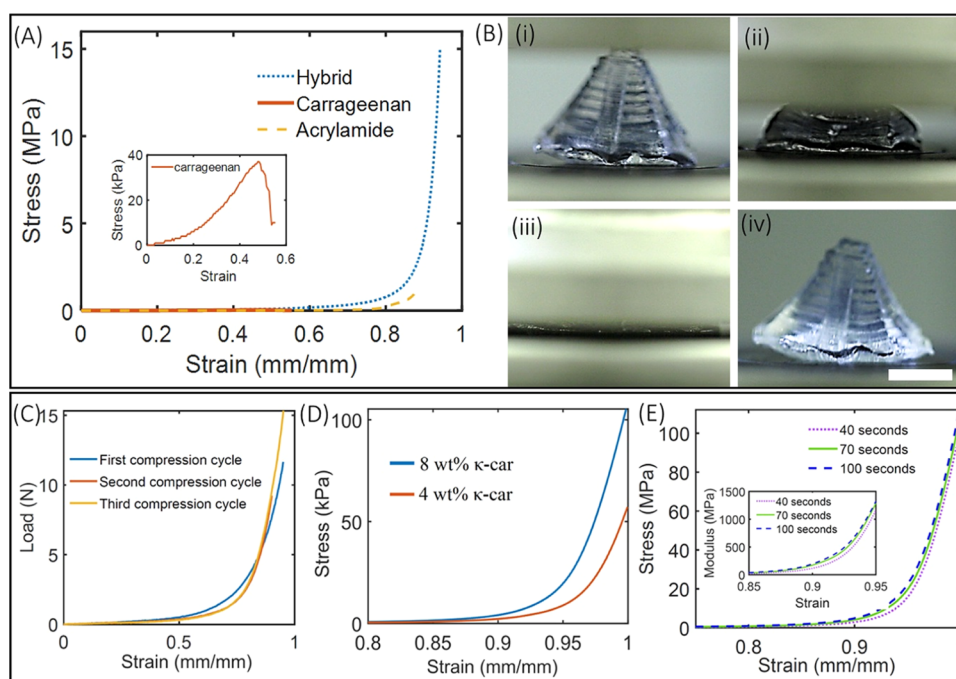 (A)
15
10
5
0
Stress (MPa)
Hybrid
Carrageenan
Acrylamide
40
20
0
Stress (kPa)
carrageenan
0 0.2 0.4 0.6
Strain
0 0.2 0.4 0.6 0.8 1
Strain (mm/mm)
(B)
(i)
(ii)
(iii)
(iv)
(C)
15
10
5
0
Load (N)
First compression cycle
Second compression cycle
Third compression cycle
0 0.5 1
Strain (mm/mm)
(D)
100
50
0
Stress (kPa)
8 wt% κ-car
4 wt% κ-car
0.8 0.85 0.9 0.95 1
Strain (mm/mm)
(E)
100
80
60
40
20
0
Stress (MPa)
40 seconds
70 seconds
100 seconds
1500
1000
500
0
Modulus (MPa)
40 seconds
70 seconds
100 seconds
0.85 0.9 0.95
Strain
0.8 0.9
Strain (mm/mm)